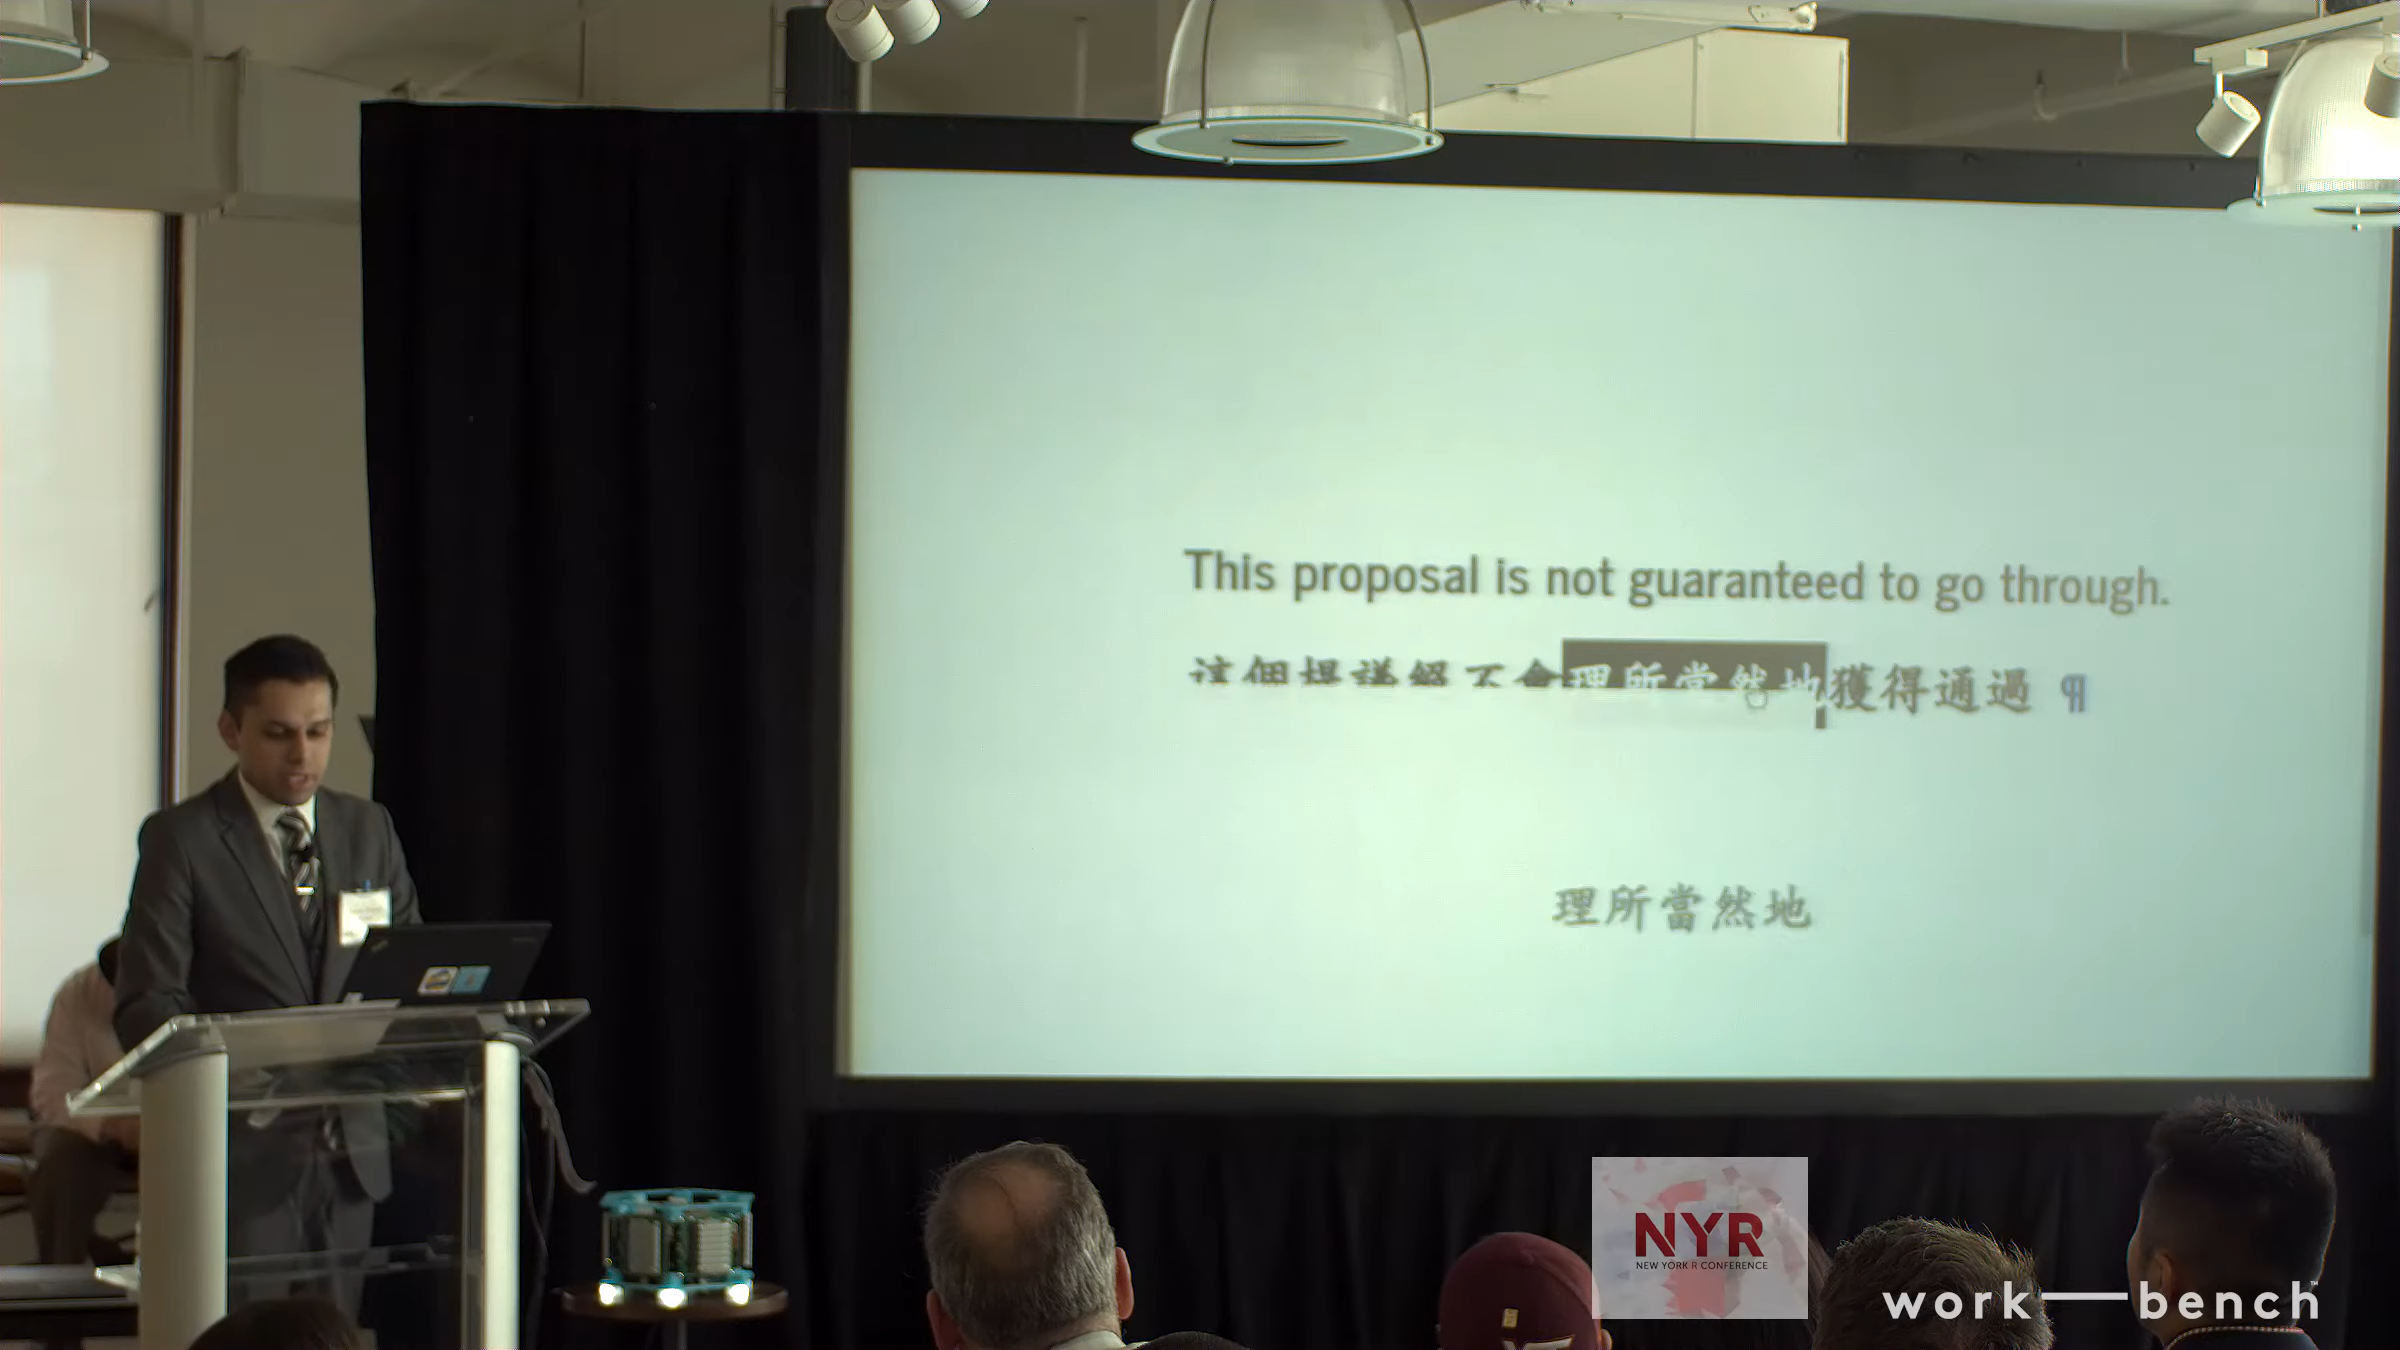 This proposal is not guaranteed to go through.
這個提議絕不會理所當然地獲得通過 ¶
理所當然地
NYR
NEW YORK R CONFERENCE
work—bench™